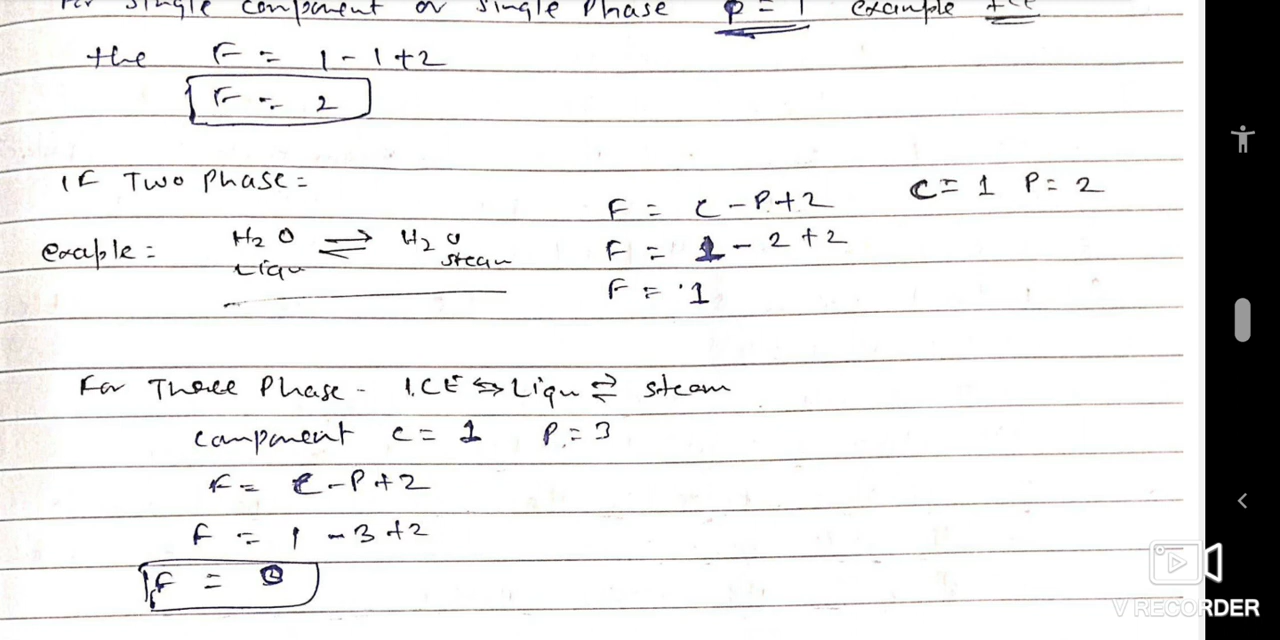 For single component or single Phase p = 1 example Ice
the F = 1 - 1 + 2
F = 2
IF Two Phase =
F = C - P + 2 C = 1 P = 2
exaple = H2O ⇌ H2O F = 1 - 2 + 2
Liqu steam
F = 1
For Three Phase - ICE ⇔ Liqu ⇌ steam
component C = 1 P = 3
F = C - P + 2
F = 1 - 3 + 2
F = 0
V RECORDER